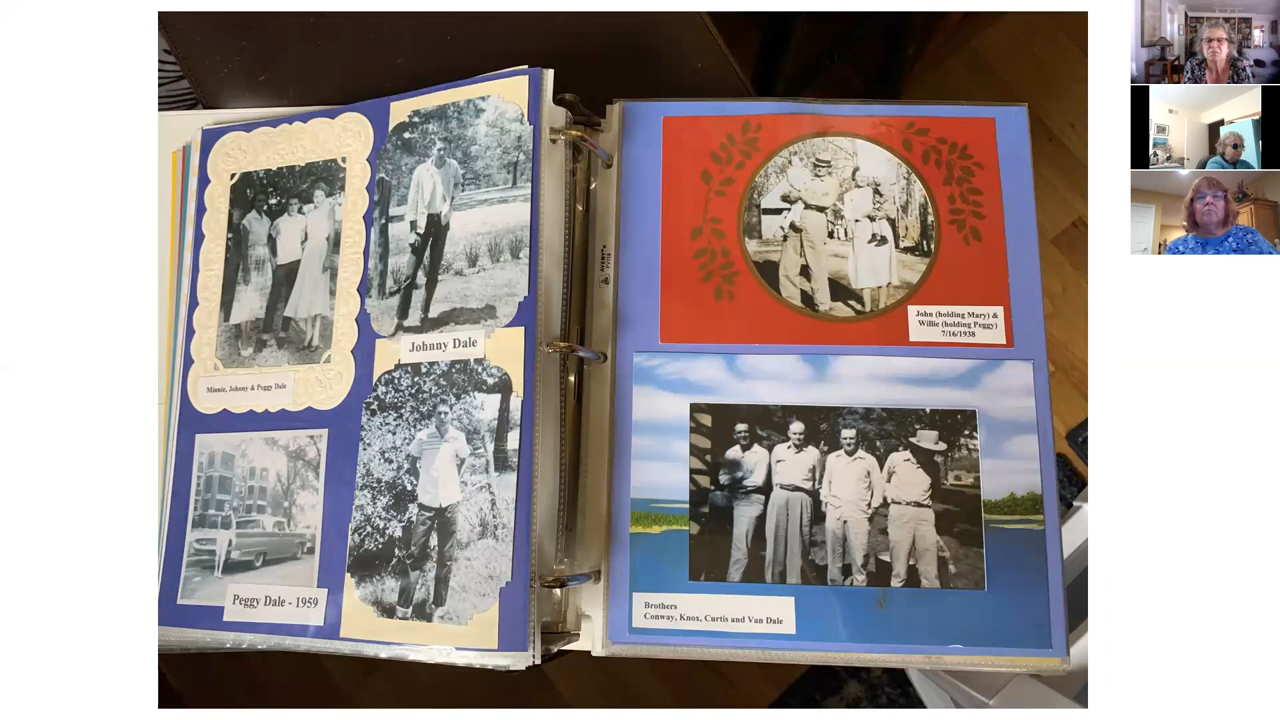 Minnie, Johnny & Peggy Dale
Johnny Dale
Peggy Dale - 1959
AVERY
John (holding Mary) &
Willie (holding Peggy)
7/16/1938
Brothers
Conway, Knox, Curtis and Van Dale